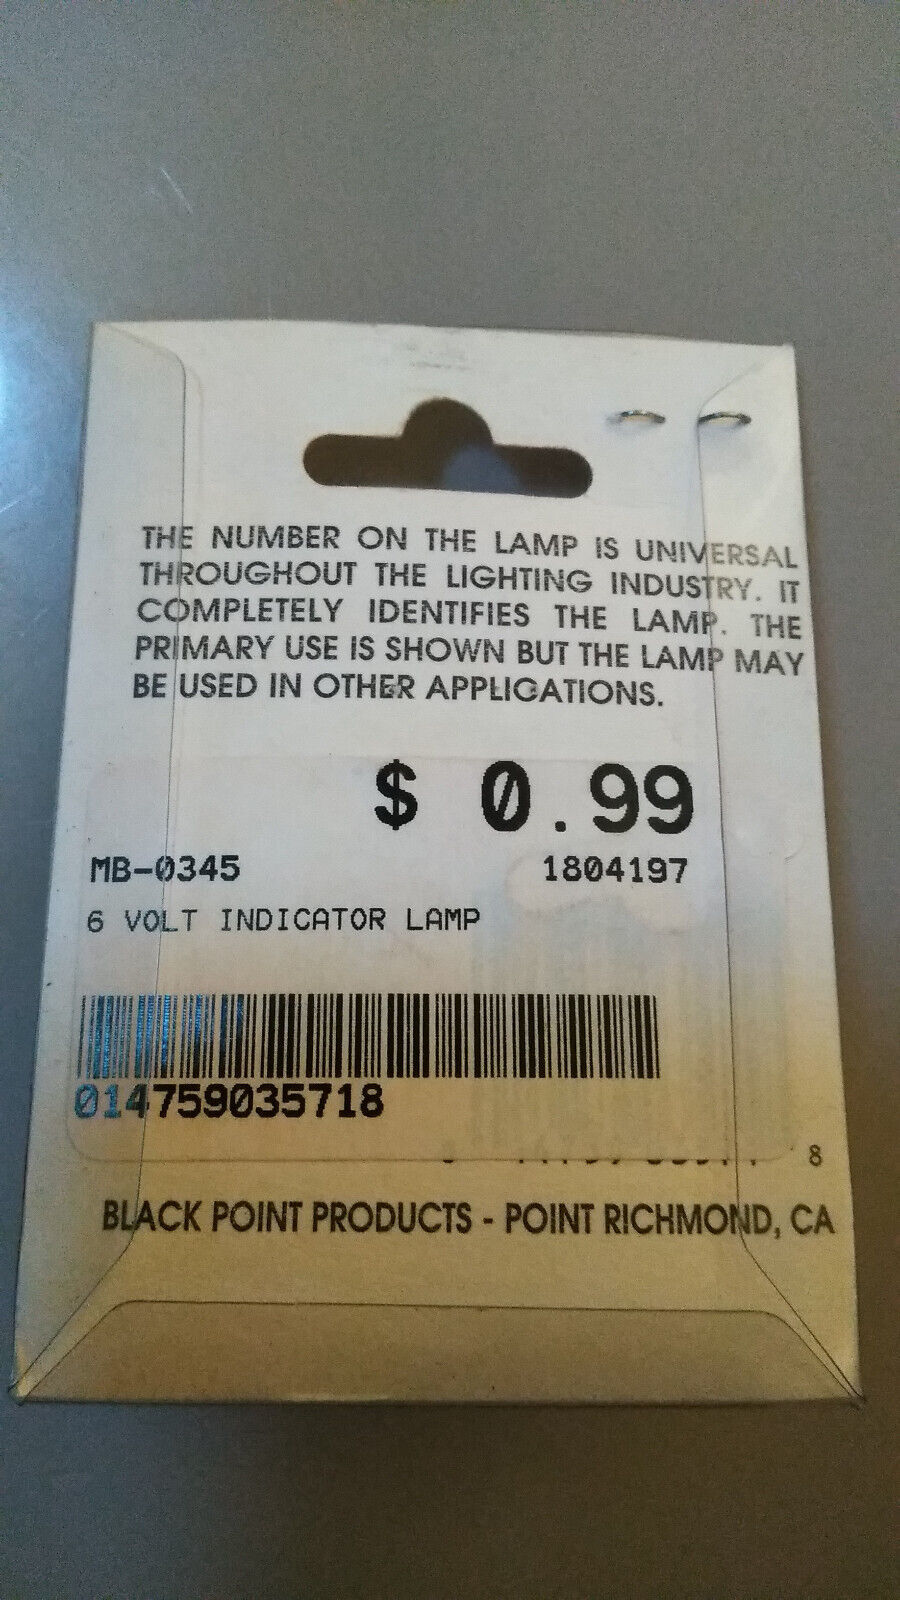 THE NUMBER ON THE LAMP IS UNIVERSAL
THROUGHOUT THE LIGHTING INDUSTRY. IT
COMPLETELY IDENTIFIES THE LAMP. THE
PRIMARY USE IS SHOWN BUT THE LAMP MAY
BE USED IN OTHER APPLICATIONS.
$ 0.99
MB-0345 1804197
6 VOLT INDICATOR LAMP
014759035718
8
BLACK POINT PRODUCTS - POINT RICHMOND, CA